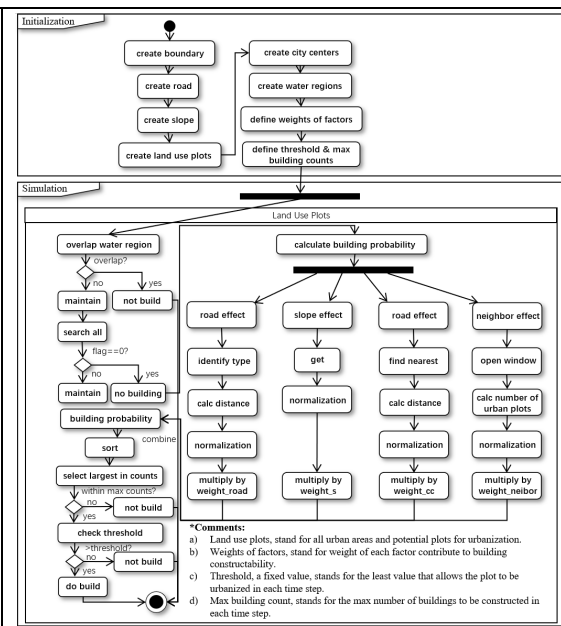 Initialization
create boundary
create road
create slope
create land use plots
create city centers
create water regions
define weights of factors
define threshold & max
building counts
Simulation
Land Use Plots
overlap water region
overlap?
no
yes
maintain
not build
search all
flag==0?
no
yes
maintain
no building
building probability
combine
sort
select largest in counts
within max counts?
no
not build
yes
check threshold
>threshold?
no
not build
yes
do build
calculate building probability
road effect
identify type
calc distance
normalization
multiply by
weight_road
slope effect
get
normalization
multiply by
weight_s
road effect
find nearest
calc distance
normalization
multiply by
weight_cc
neighbor effect
open window
calc number of
urban plots
normalization
multiply by
weight_neibor
*Comments:
a) Land use plots, stand for all urban areas and potential plots for urbanization.
b) Weights of factors, stand for weight of each factor contribute to building
constructability.
c) Threshold, a fixed value, stands for the least value that allows the plot to be
urbanized in each time step.
d) Max building count, stands for the max number of buildings to be constructed in
each time step.